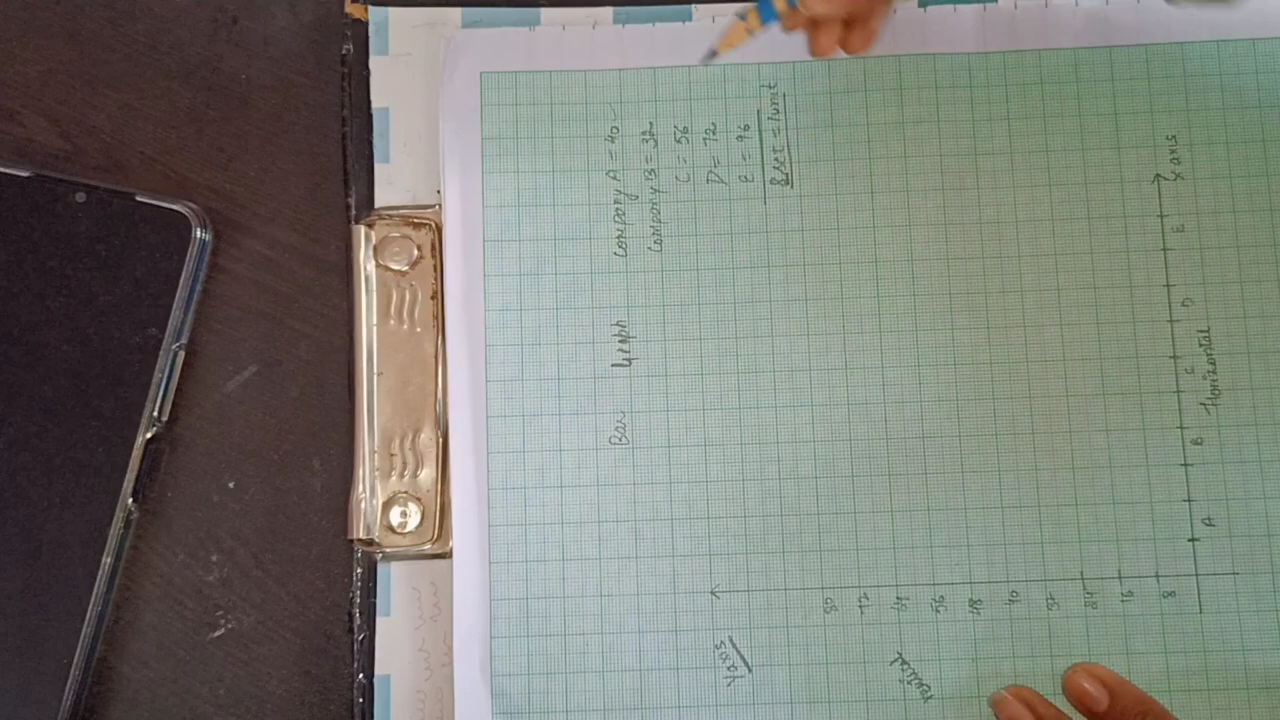 Bar Graph
Company A = 40
Company B = 32
C = 56
D = 72
E = 96
8 sec = 1 unit
Y axis
Vertical
80
72
64
56
48
40
32
24
16
8
A B C D E
X axis
Horizontal